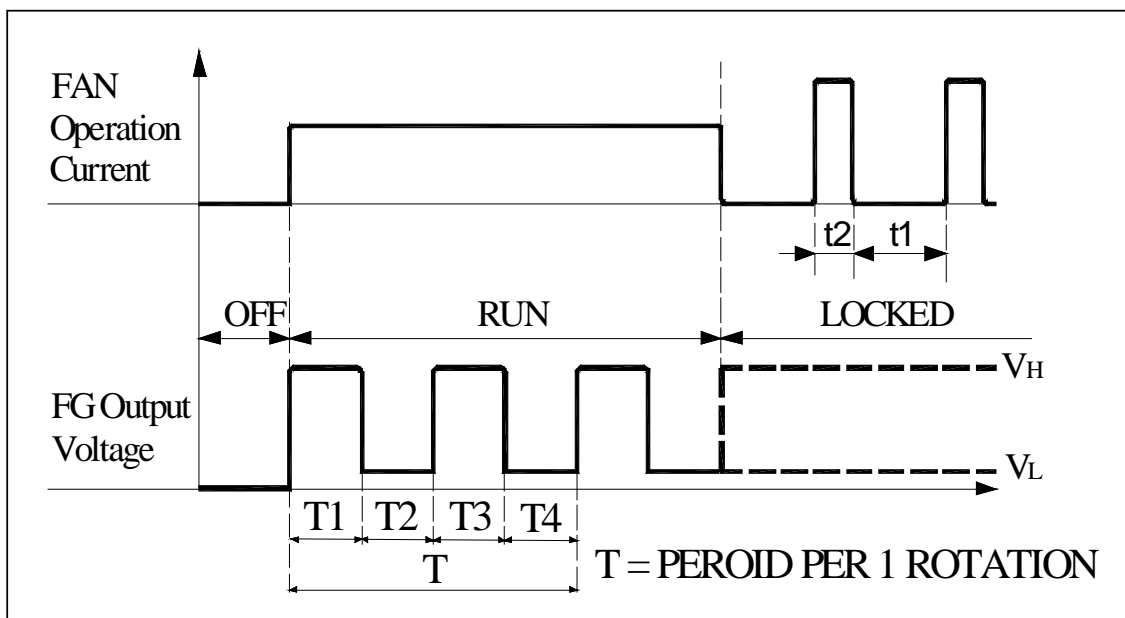 FAN
Operation
Current
t2
t1
OFF
RUN
LOCKED
VH
FG Output
Voltage
VL
T1
T2
T3
T4
T
T = PEROID PER 1 ROTATION